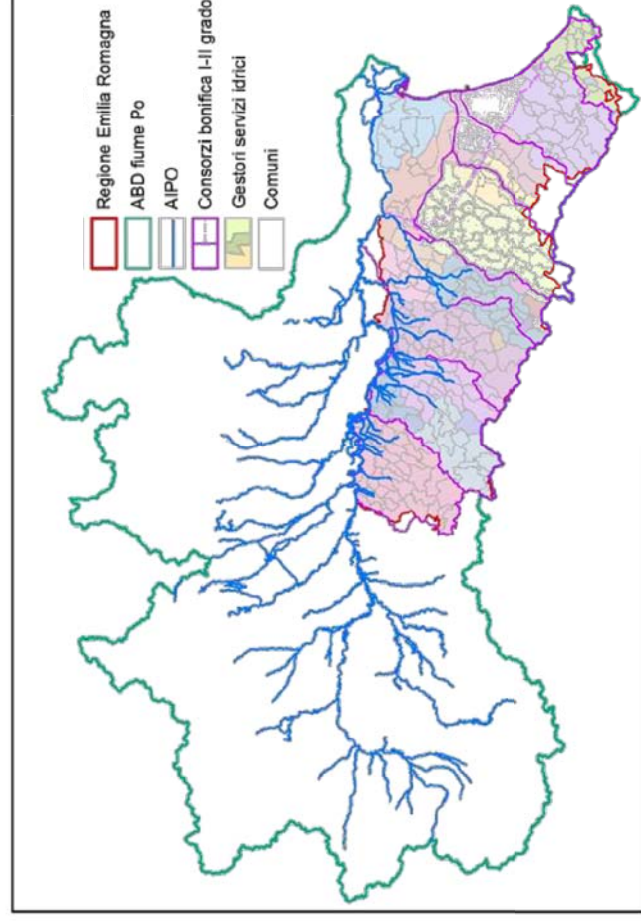 Regione Emilia Romagna
ABD fiume Po
AIPO
Consorzi bonifica I-II grado
Gestori servizi idrici
Comuni